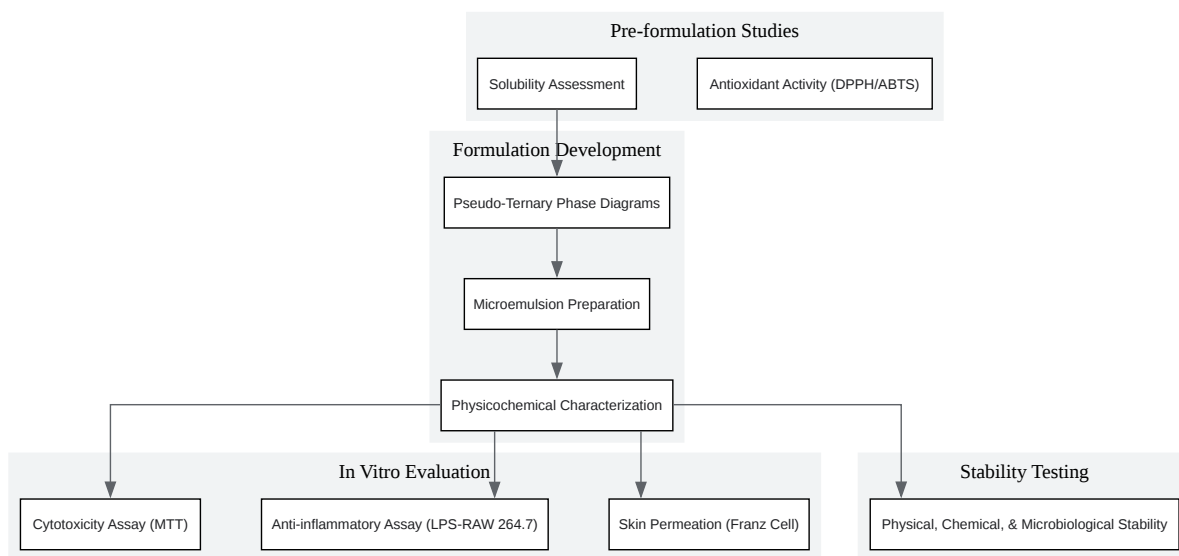 Pre-formulation Studies
Solubility Assessment
Antioxidant Activity (DPPH/ABTS)
Formulation Development
Pseudo-Ternary Phase Diagrams
Microemulsion Preparation
Physicochemical Characterization
In Vitro Evaluation
Stability Testing
Cytotoxicity Assay (MTT)
Anti-inflammatory Assay (LPS-RAW 264.7)
Skin Permeation (Franz Cell)
Physical, Chemical, & Microbiological Stability